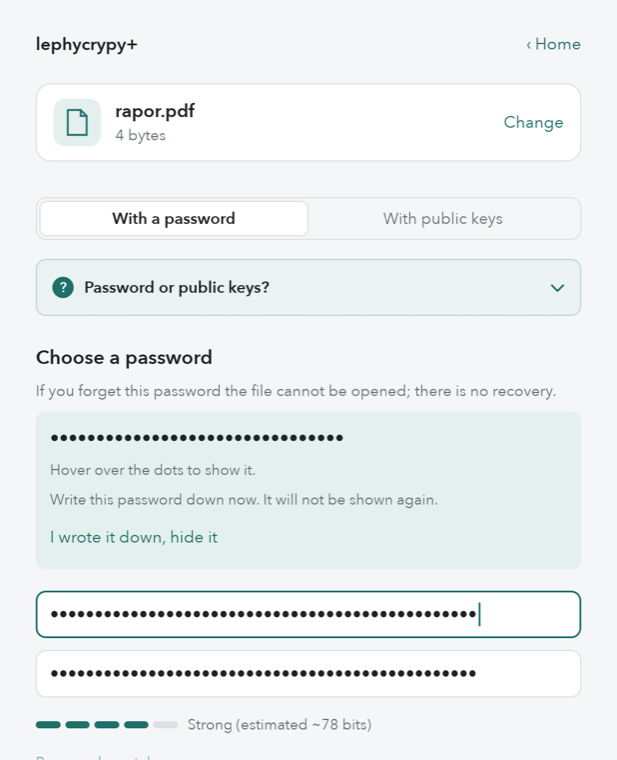 lephycrypy+
‹ Home
rapor.pdf
4 bytes
Change
With a password
With public keys
? Password or public keys?
Choose a password
If you forget this password the file cannot be opened; there is no recovery.
Hover over the dots to show it.
Write this password down now. It will not be shown again.
I wrote it down, hide it
Strong (estimated ~78 bits)